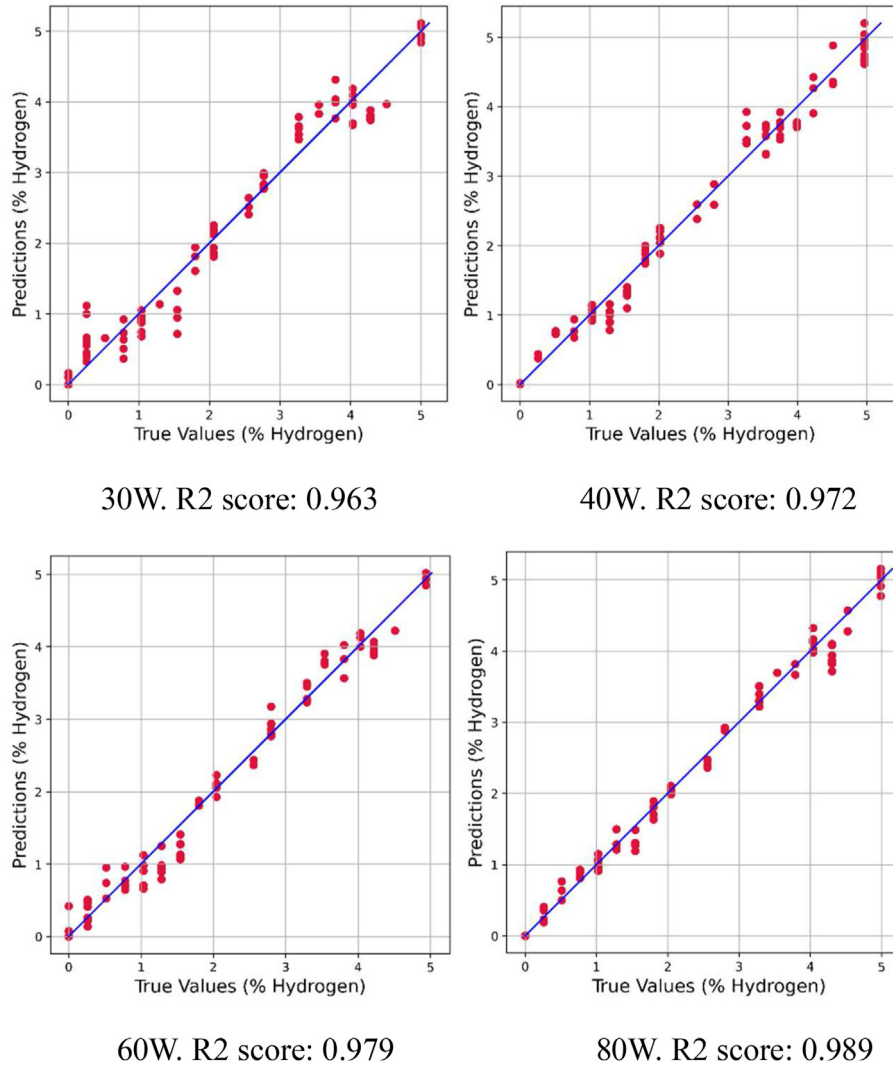 5
4
3
2
1
0
Predictions (% Hydrogen)
0 1 2 3 4 5
True Values (% Hydrogen)
30W. R2 score: 0.963
5
4
3
2
1
0
Predictions (% Hydrogen)
0 1 2 3 4 5
True Values (% Hydrogen)
40W. R2 score: 0.972
5
4
3
2
1
0
Predictions (% Hydrogen)
0 1 2 3 4 5
True Values (% Hydrogen)
60W. R2 score: 0.979
5
4
3
2
1
0
Predictions (% Hydrogen)
0 1 2 3 4 5
True Values (% Hydrogen)
80W. R2 score: 0.989